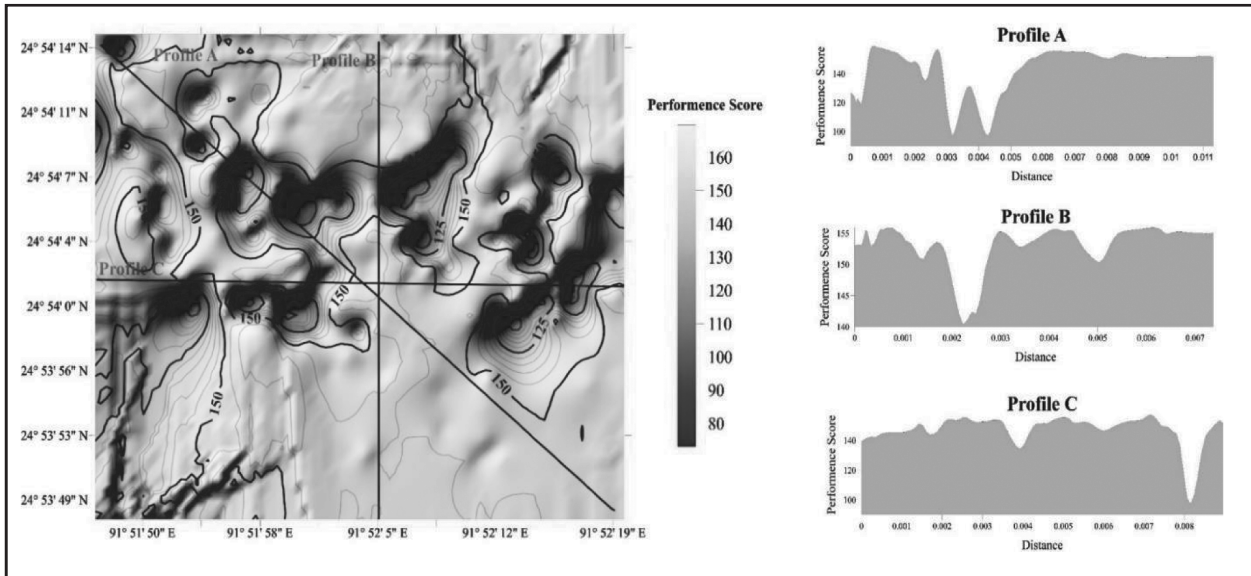 24° 54' 14" N
24° 54' 11" N
24° 54' 7" N
24° 54' 4" N
24° 54' 0" N
24° 53' 56" N
24° 53' 53" N
24° 53' 49" N
91° 51' 50" E
91° 51' 58" E
91° 52' 5" E
91° 52' 12" E
91° 52' 19" E
Profile A
Profile B
Profile C
150
150
150
125
150
150
150
125
150
150
Performence Score
160
150
140
130
120
110
100
90
80
Profile A
Performence Score
140
120
100
0 0.001 0.002 0.003 0.004 0.005 0.006 0.007 0.008 0.009 0.01 0.011
Distance
Profile B
Performence Score
155
150
145
140
0 0.001 0.002 0.003 0.004 0.005 0.006 0.007
Distance
Profile C
Performence Score
140
120
100
0 0.001 0.002 0.003 0.004 0.005 0.006 0.007 0.008
Distance